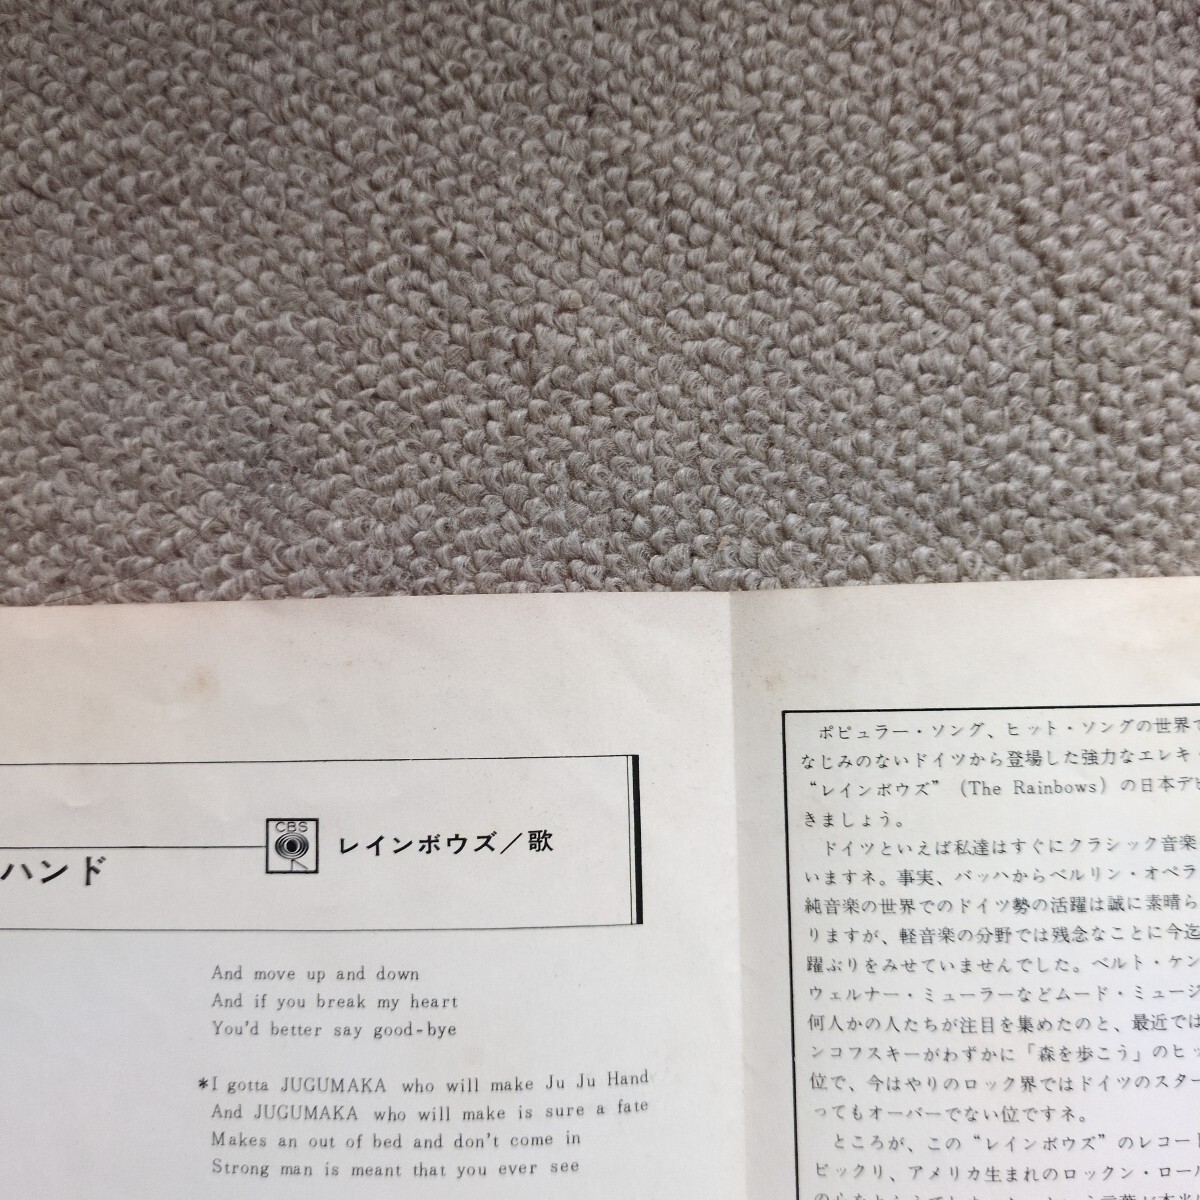 ハンド
CBS
レインボウズ／歌
And move up and down
And if you break my heart
You'd better say good-bye
*I gotta JUGUMAKA who will make Ju Ju Hand
And JUGUMAKA who will make is sure a fate
Makes an out of bed and don't come in
Strong man is meant that you ever see
ポピュラー・ソング、ヒット・ソングの世界で
なじみのないドイツから登場した強力なエレキ
“レインボウズ”（The Rainbows）の日本デビ
きましょう。
ドイツといえば私達はすぐにクラシック音楽
いますネ。事実、バッハからベルリン・オペラ
純音楽の世界でのドイツ勢の活躍は誠に素晴ら
りますが、軽音楽の分野では残念なことに今迄
躍ぶりをみせていませんでした。ベルト・ケン
ウェルナー・ミューラーなどムード・ミュージ
何人かの人たちが注目を集めたのと、最近では
ンコフスキーがわずかに「森を歩こう」のヒッ
位で、今はやりのロック界ではドイツのスター
ってもオーバーでない位ですネ。
ところが、この“レインボウズ”のレコード
ビックリ、アメリカ生まれのロックン・ロール